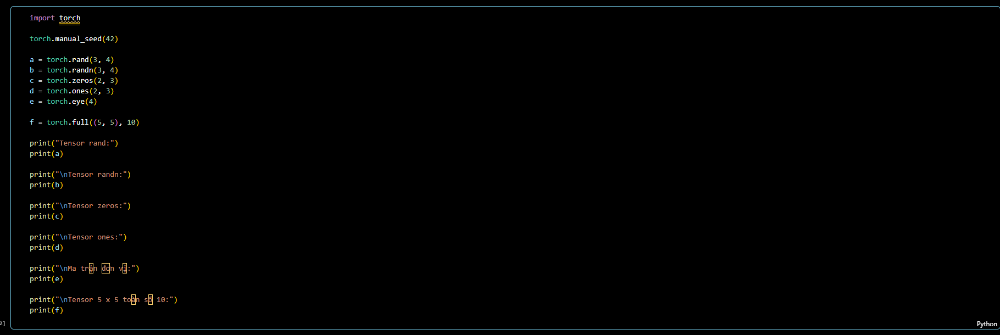 import torch
torch.manual_seed(42)
a = torch.rand(3, 4)
b = torch.randn(3, 4)
c = torch.zeros(2, 3)
d = torch.ones(2, 3)
e = torch.eye(4)
f = torch.full((5, 5), 10)
print("Tensor rand:")
print(a)
print("\nTensor randn:")
print(b)
print("\nTensor zeros:")
print(c)
print("\nTensor ones:")
print(d)
print("\nMa trận đơn vị:")
print(e)
print("\nTensor 5 x 5 toàn số 10:")
print(f)
2]
Python